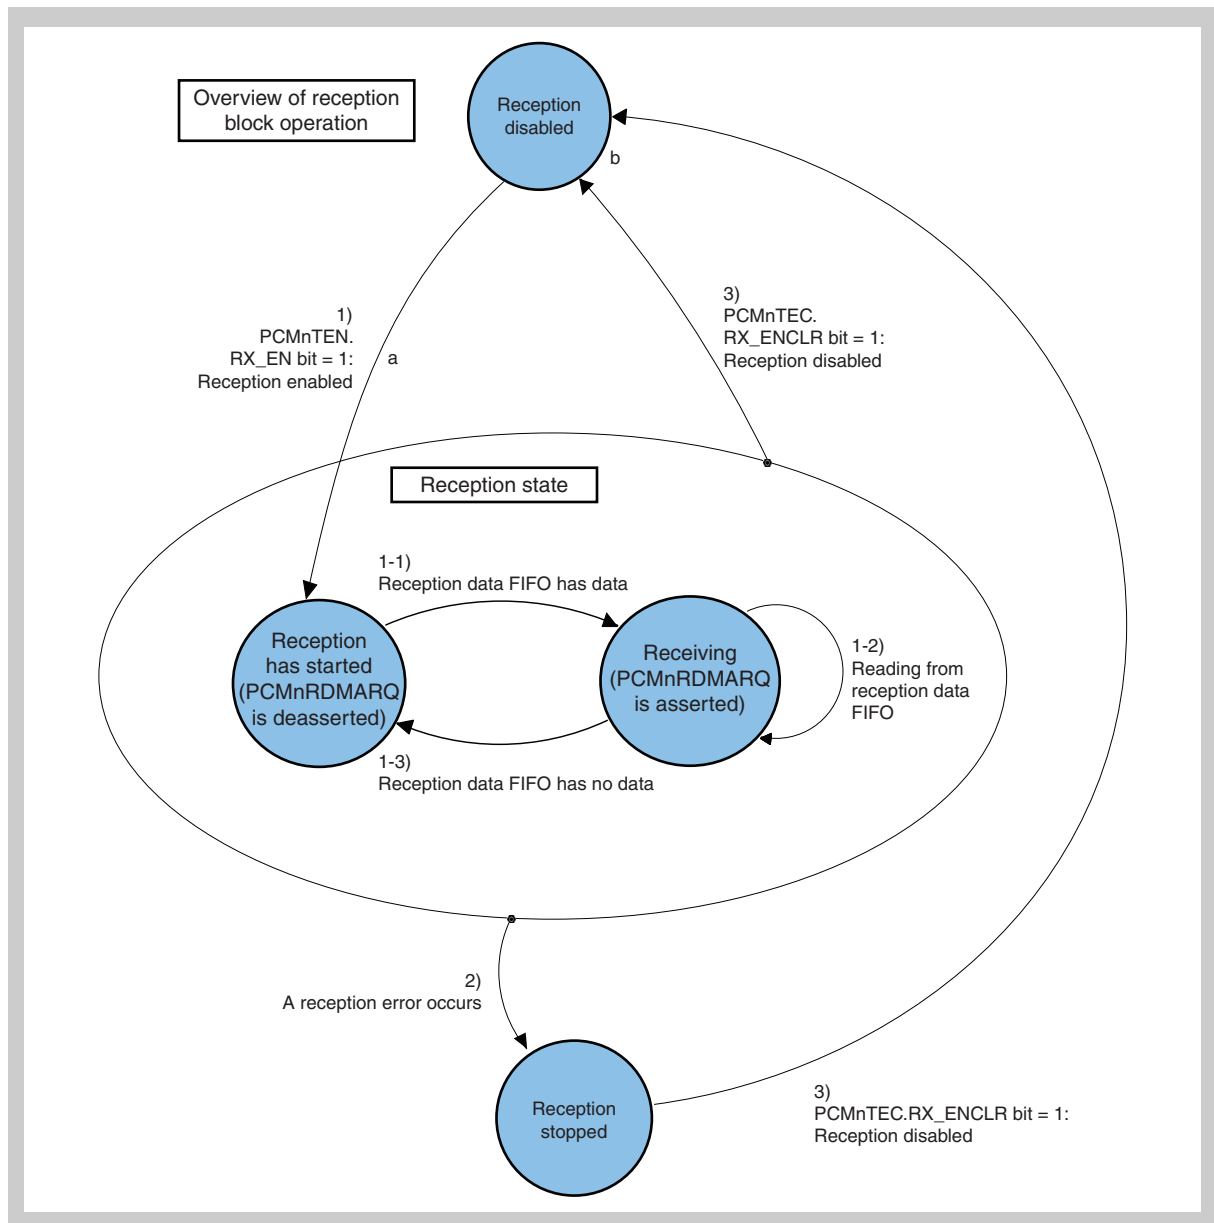 Overview of reception
block operation
Reception
disabled
b
1)
PCMnTEN.
RX_EN bit = 1:
Reception enabled
a
3)
PCMnTEC.
RX_ENCLR bit = 1:
Reception disabled
Reception state
1-1)
Reception data FIFO has data
Reception
has started
(PCMnRDMARQ
is deasserted)
Receiving
(PCMnRDMARQ
is asserted)
1-2)
Reading from
reception data
FIFO
1-3)
Reception data FIFO has no data
2)
A reception error occurs
Reception
stopped
3)
PCMnTEC.RX_ENCLR bit = 1:
Reception disabled